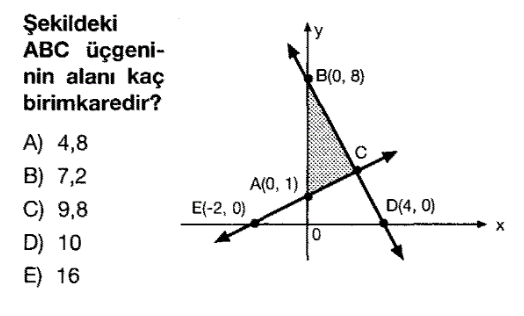 Şekildeki
ABC üçgeni-
nin alanı kaç
birimkaredir?
A) 4,8
B) 7,2
C) 9,8
D) 10
E) 16
y
B(0, 8)
C
A(0, 1)
E(-2, 0)
D(4, 0)
0
x